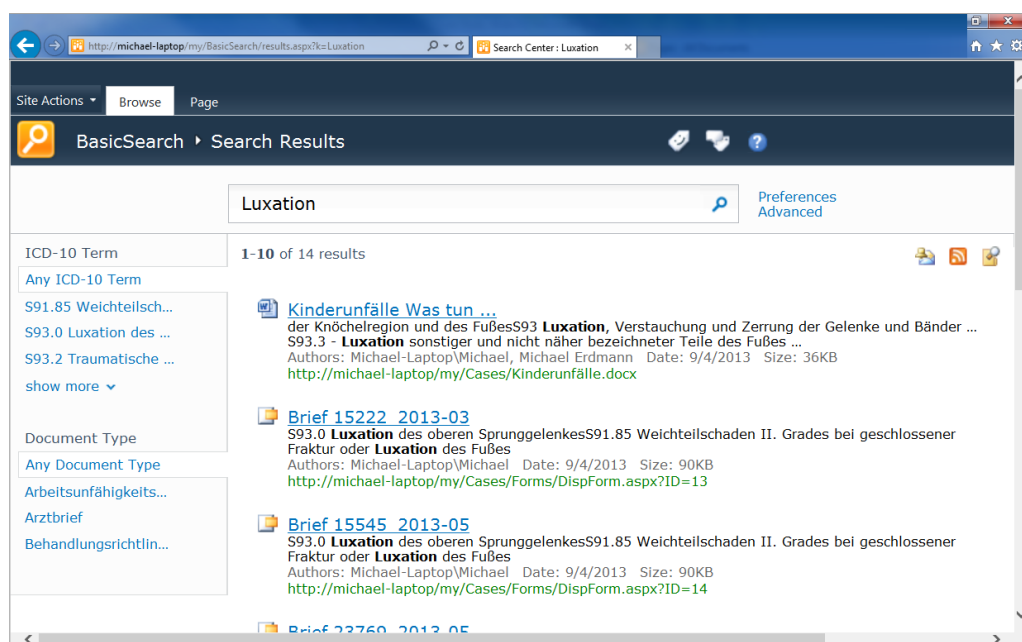 http://michael-laptop/my/BasicSearch/results.aspx?k=Luxation
Search Center : Luxation
Site Actions
Browse
Page
BasicSearch
Search Results
Luxation
Preferences
Advanced
ICD-10 Term
Any ICD-10 Term
S91.85 Weichteilsch...
S93.0 Luxation des ...
S93.2 Traumatische ...
show more
Document Type
Any Document Type
Arbeitsunfähigkeits...
Arztbrief
Behandlungsrichtlin...
1-10 of 14 results
Kinderunfälle Was tun ...
der Knöchelregion und des FußesS93 Luxation, Verstauchung und Zerrung der Gelenke und Bänder ...
S93.3 - Luxation sonstiger und nicht näher bezeichneter Teile des Fußes ...
Authors: Michael-Laptop\Michael, Michael Erdmann Date: 9/4/2013 Size: 36KB
http://michael-laptop/my/Cases/Kinderunfälle.docx
Brief 15222 2013-03
S93.0 Luxation des oberen SprunggelenkesS91.85 Weichteilschaden II. Grades bei geschlossener
Fraktur oder Luxation des Fußes
Authors: Michael-Laptop\Michael Date: 9/4/2013 Size: 90KB
http://michael-laptop/my/Cases/Forms/DispForm.aspx?ID=13
Brief 15545 2013-05
S93.0 Luxation des oberen SprunggelenkesS91.85 Weichteilschaden II. Grades bei geschlossener
Fraktur oder Luxation des Fußes
Authors: Michael-Laptop\Michael Date: 9/4/2013 Size: 90KB
http://michael-laptop/my/Cases/Forms/DispForm.aspx?ID=14
Brief 23769 2013-05